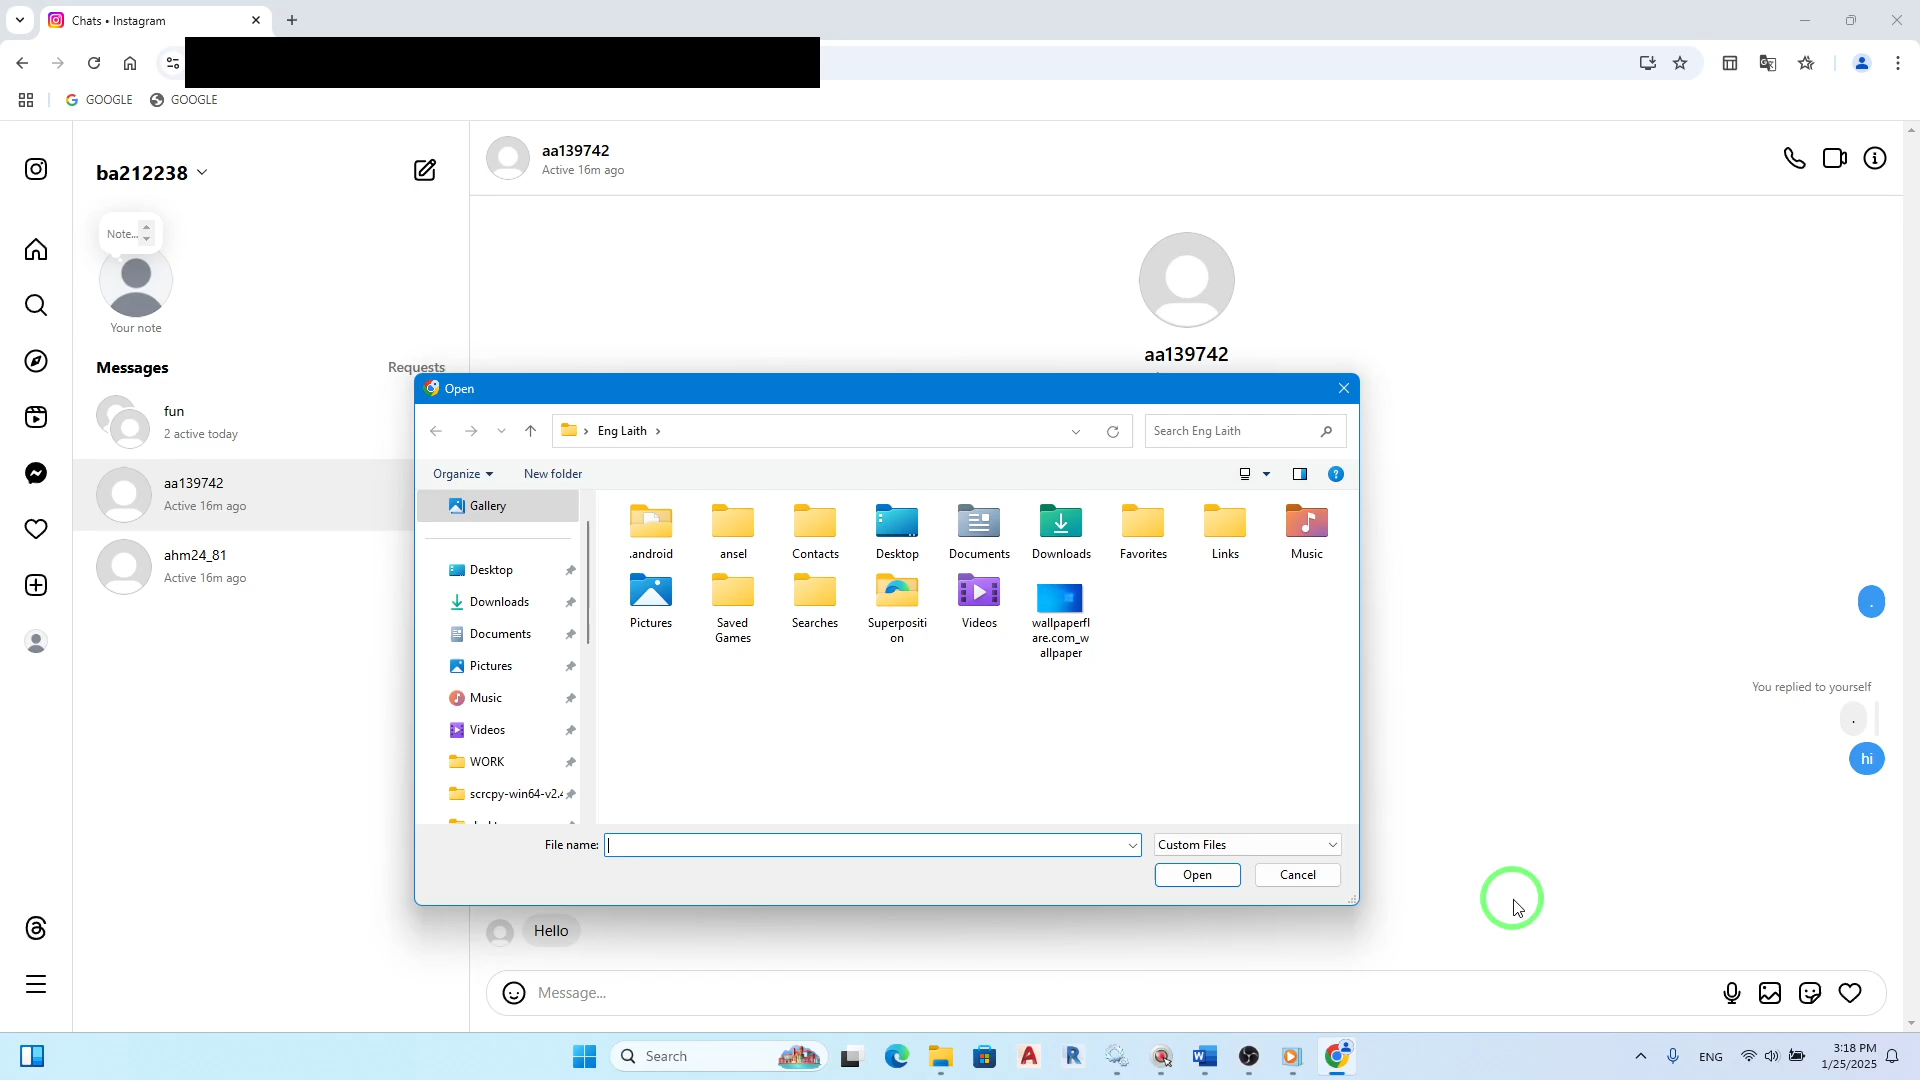 Chats • Instagram
GOOGLE
GOOGLE
ba212238
Note...
Your note
Messages
Requests
fun
2 active today
aa139742
Active 16m ago
ahm24_81
Active 16m ago
aa139742
Active 16m ago
aa139742
.
You replied to yourself
.
hi
Hello
Message...
Open
Eng Laith
Search Eng Laith
Organize
New folder
Gallery
Desktop
Downloads
Documents
Pictures
Music
Videos
WORK
scrcpy-win64-v2.4
.android
ansel
Contacts
Desktop
Documents
Downloads
Favorites
Links
Music
Pictures
Saved
Games
Searches
Superpositi
on
Videos
wallpaperfl
are.com_w
allpaper
File name:
Custom Files
Open
Cancel
Search
ENG
3:18 PM
1/25/2025